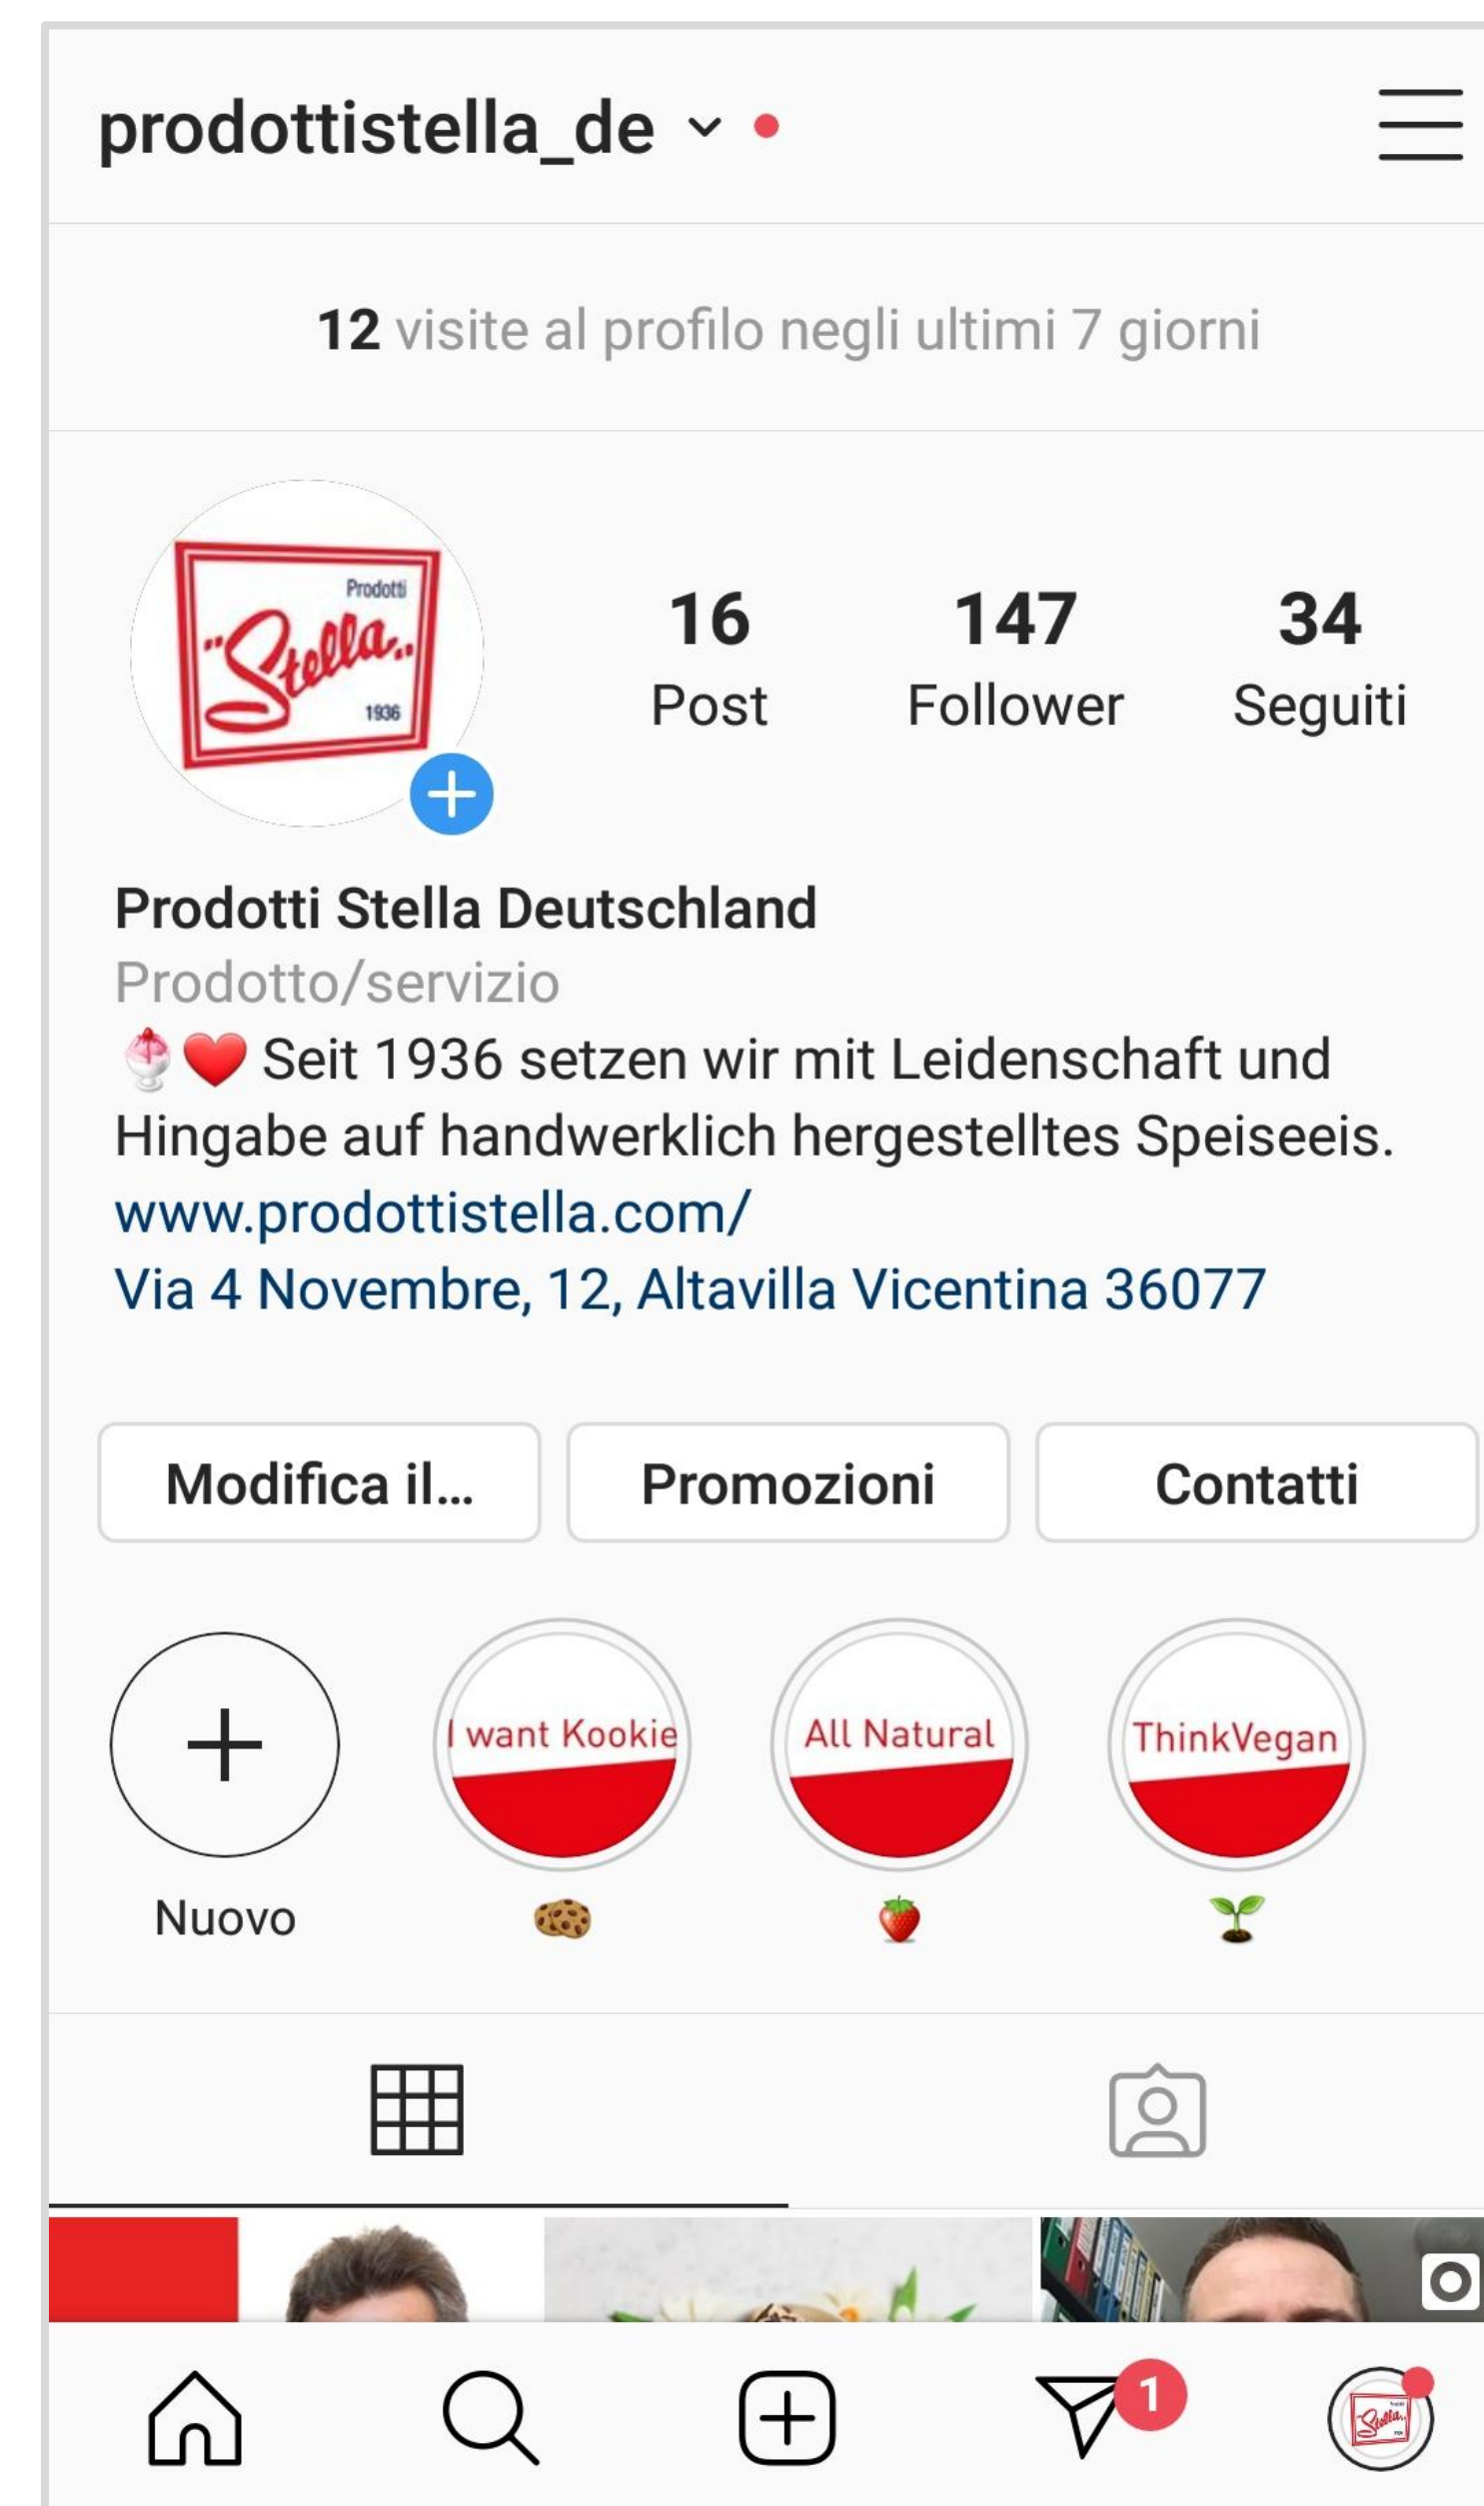 prodottistella_de
12 visite al profilo negli ultimi 7 giorni
Prodotti
"Stella"
1936
16
Post
147
Follower
34
Seguiti
Prodotti Stella Deutschland
Prodotto/servizio
🍨❤️ Seit 1936 setzen wir mit Leidenschaft und
Hingabe auf handwerklich hergestelltes Speiseeis.
www.prodottistella.com/
Via 4 Novembre, 12, Altavilla Vicentina 36077
Modifica il...
Promozioni
Contatti
I want Kookie
All Natural
ThinkVegan
Nuovo
1
Stella